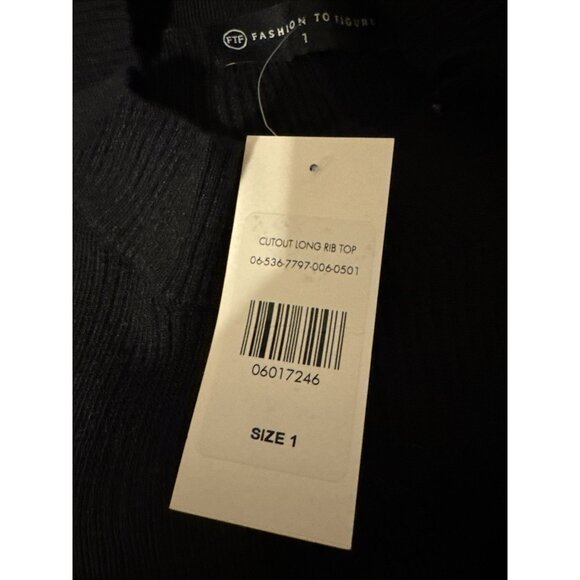 FTF FASHION TO FIGURE
1
CUTOUT LONG RIB TOP
06-536-7797-006-0501
06017246
SIZE 1